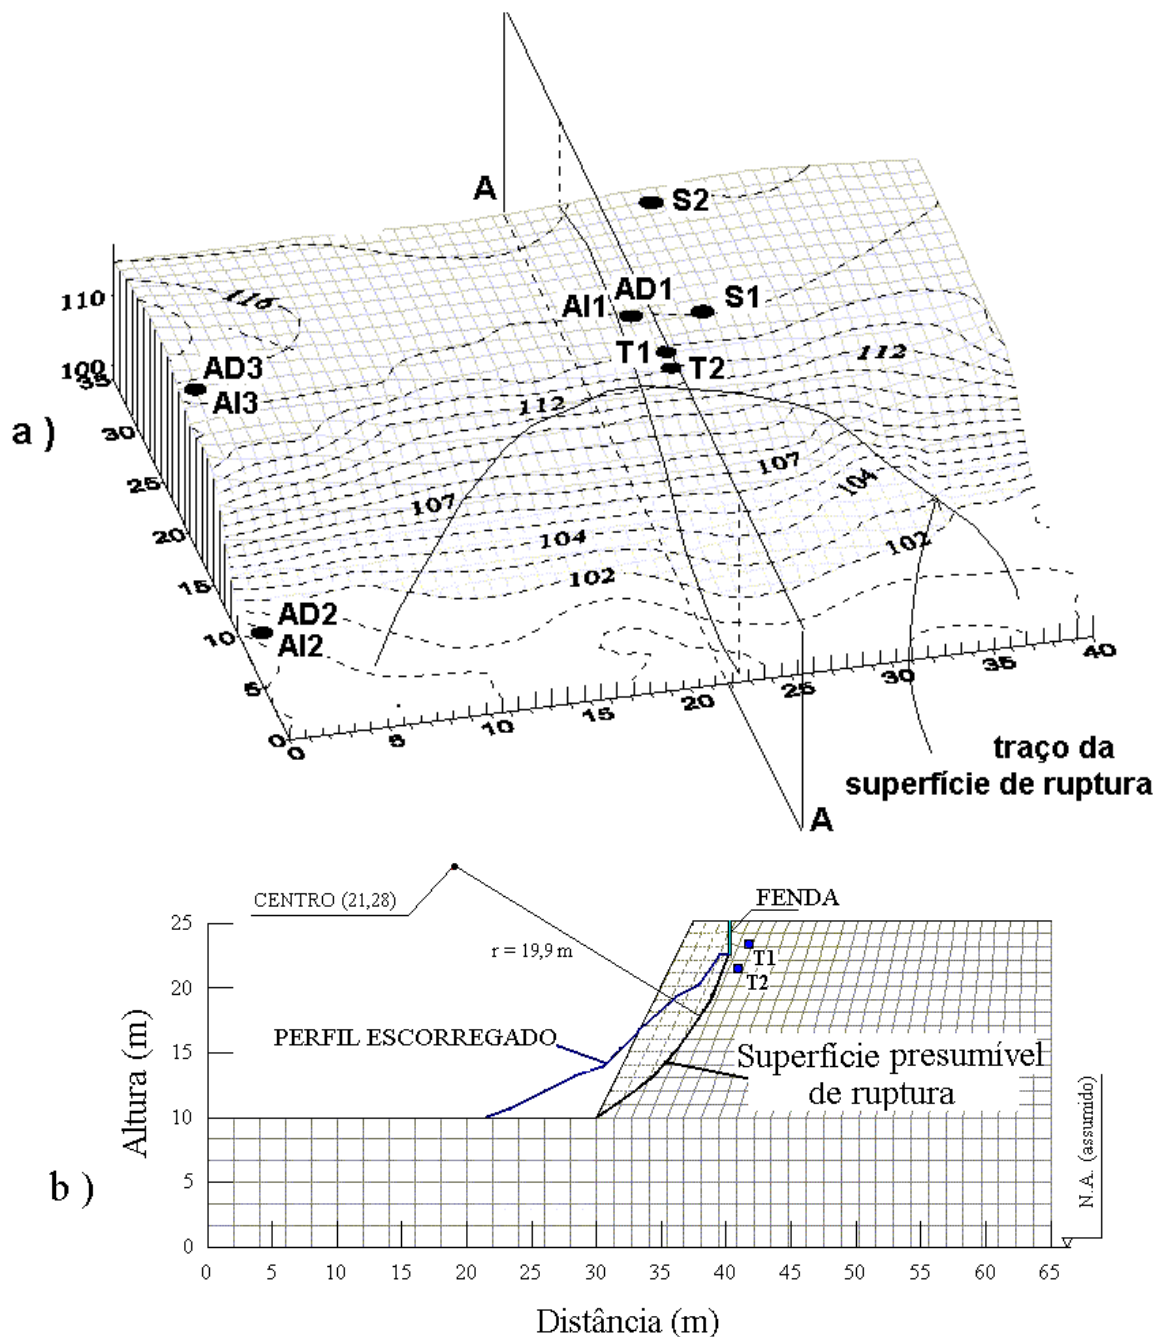 A
S2
110
116
AD1
AI1
S1
100
35
AD3
T1
T2
112
AI3
112
a )
30
25
107
107
104
20
104
102
15
102
AD2
10
AI2
5
0
0
5
10
15
20
25
30
35
40
traço da
superfície de ruptura
A
CENTRO (21,28)
FENDA
25
r = 19,9 m
T1
T2
20
PERFIL ESCORREGADO
15
Superfície presumível
de ruptura
10
5
0
Altura (m)
N.A. (assumido)
b )
0 5 10 15 20 25 30 35 40 45 50 55 60 65
Distância (m)